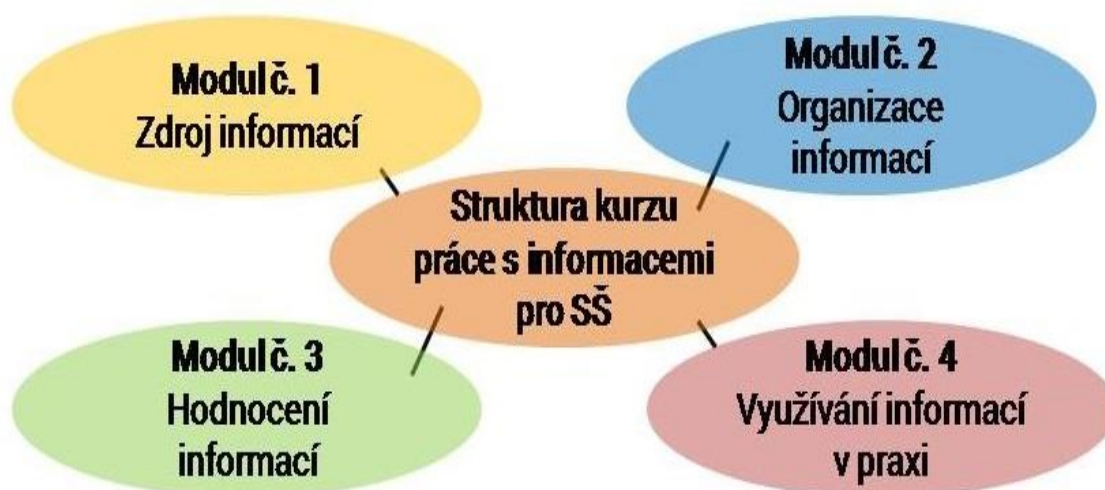 Modul č. 1
Zdroj informací
Modul č. 2
Organizace
informací
Struktura kurzu
práce s informacemi
pro SŠ
Modul č. 3
Hodnocení
informací
Modul č. 4
Využívání informací
v praxi